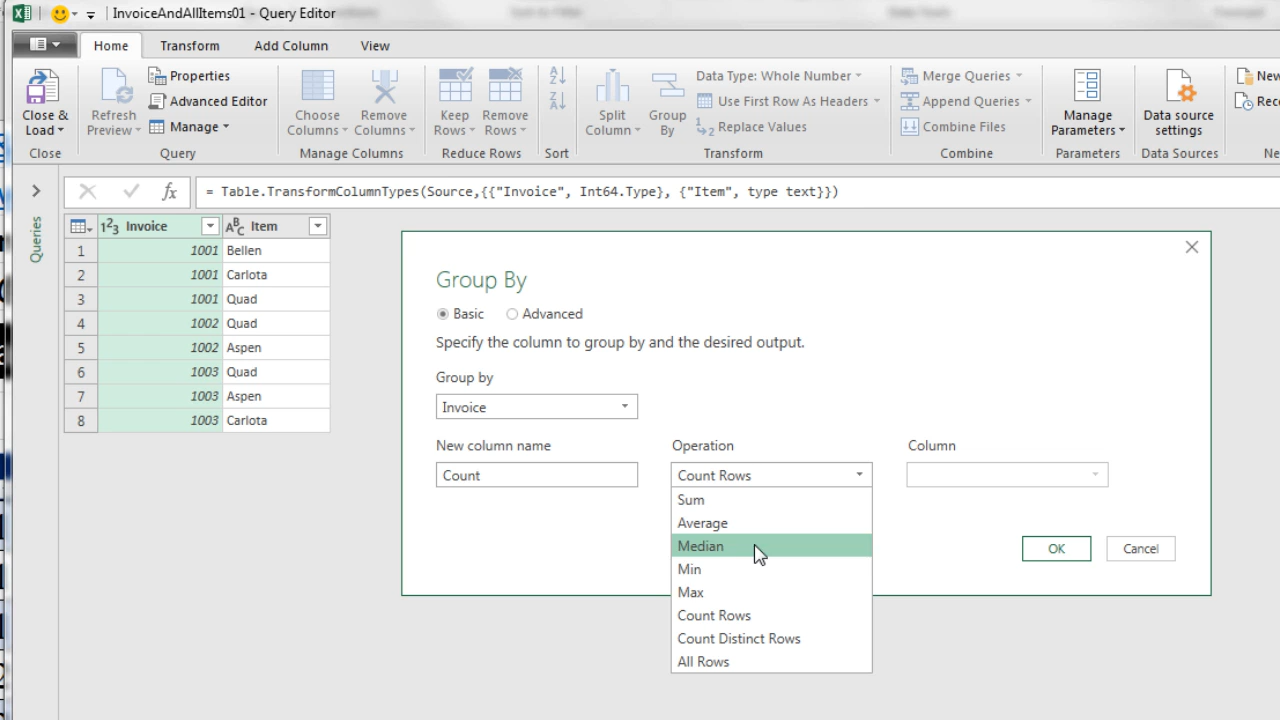 InvoiceAndAllItems01 - Query Editor
Home Transform Add Column View
Close & Load
Refresh Preview
Properties
Advanced Editor
Manage
Choose Columns
Remove Columns
Keep Rows
Remove Rows
Split Column
Group By
Data Type: Whole Number
Use First Row As Headers
Replace Values
Merge Queries
Append Queries
Combine Files
Manage Parameters
Data source settings
Close Query Manage Columns Reduce Rows Sort Transform Combine Parameters Data Sources
fx = Table.TransformColumnTypes(Source,{{"Invoice", Int64.Type}, {"Item", type text}})
Queries
123 Invoice ABC Item
1 1001 Bellen
2 1001 Carlota
3 1001 Quad
4 1002 Quad
5 1002 Aspen
6 1003 Quad
7 1003 Aspen
8 1003 Carlota
Group By
Basic Advanced
Specify the column to group by and the desired output.
Group by
Invoice
New column name Operation Column
Count Count Rows
Sum
Average
Median
Min
Max
Count Rows
Count Distinct Rows
All Rows
OK Cancel